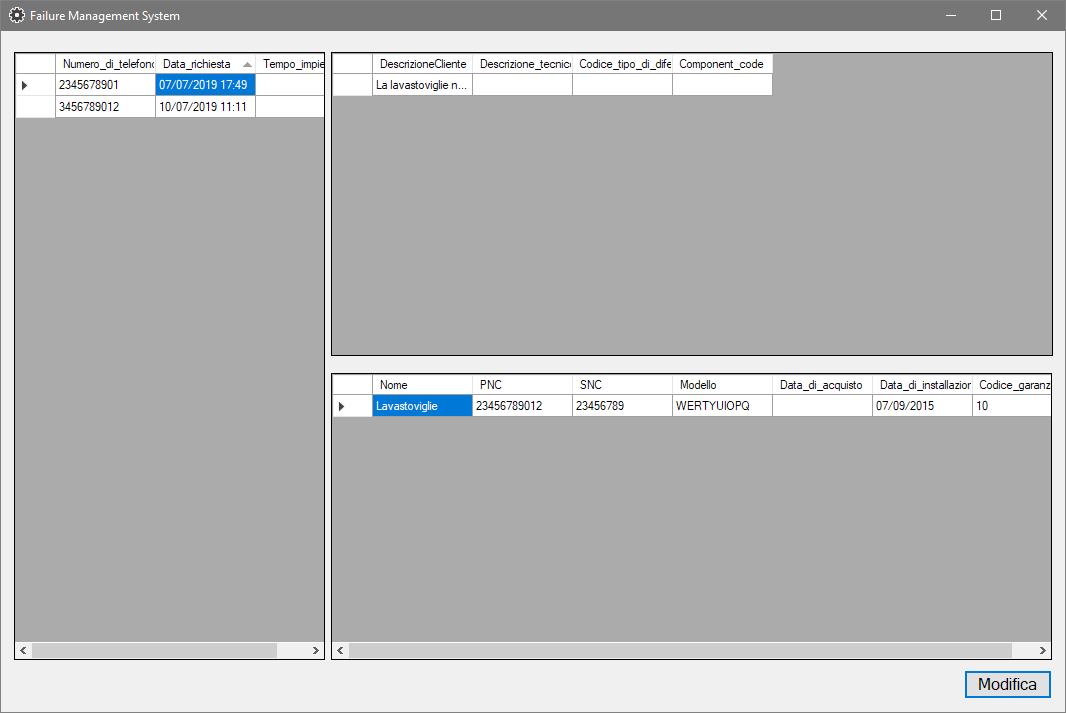 Failure Management System
Numero_di_telefono Data_richiesta Tempo_impie
2345678901 07/07/2019 17:49
3456789012 10/07/2019 11:11
DescrizioneCliente Descrizione_tecnico Codice_tipo_di_dife Component_code
La lavastoviglie n...
Nome PNC SNC Modello Data_di_acquisto Data_di_installazion Codice_garanz
Lavastoviglie 23456789012 23456789 WERTYUIOPQ 07/09/2015 10
Modifica